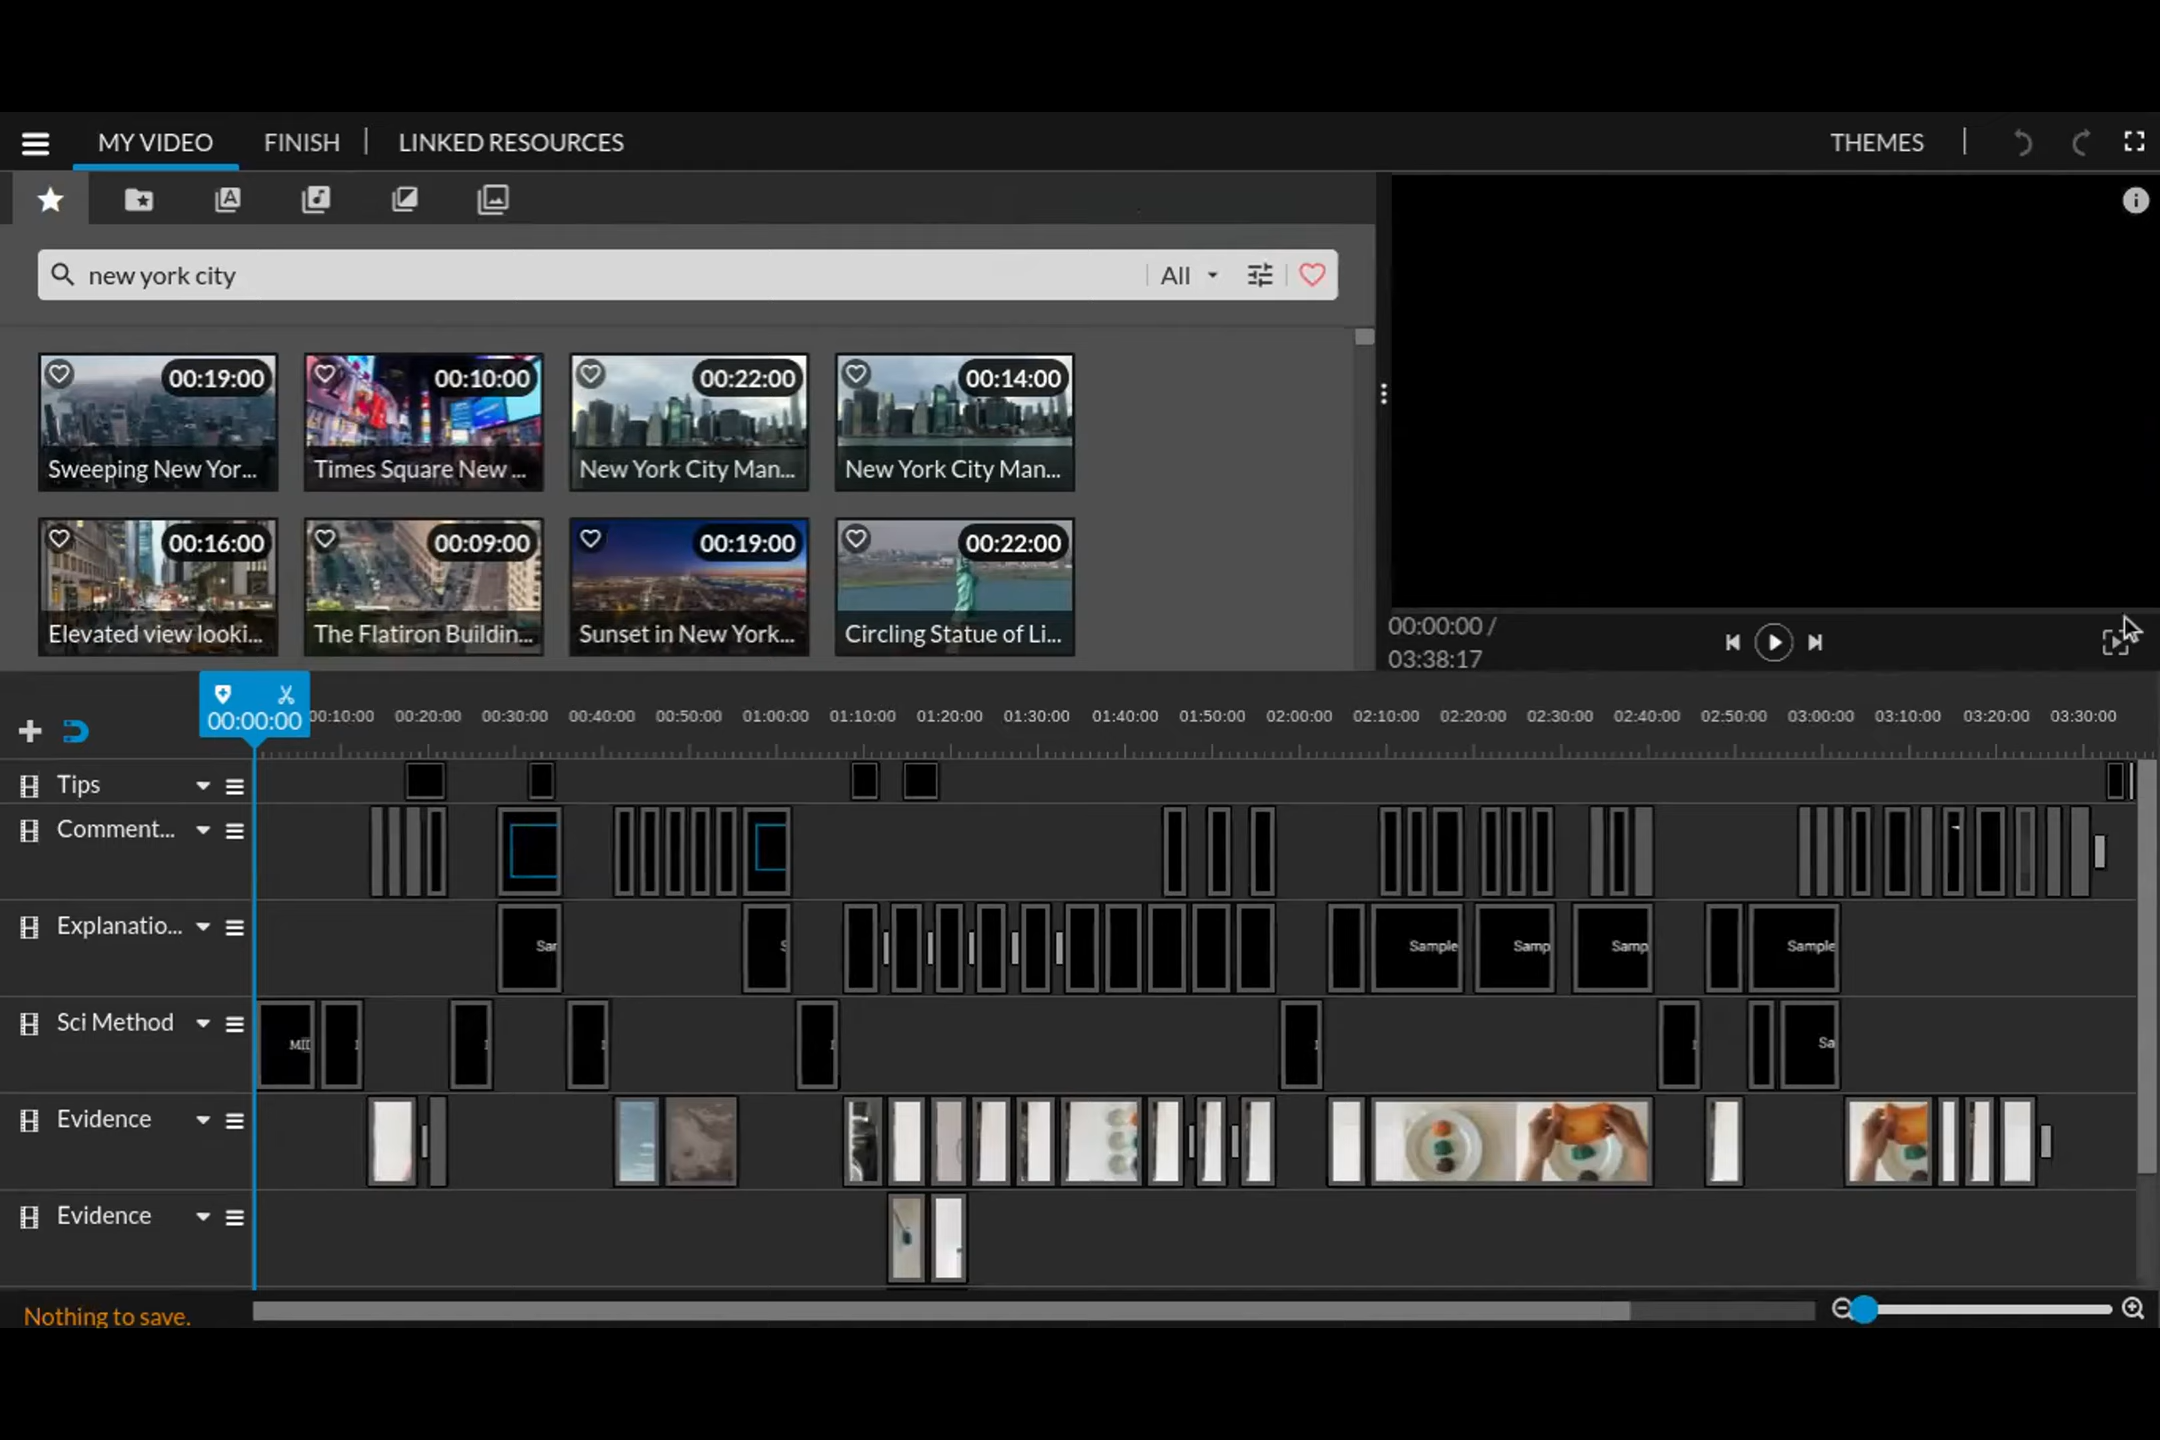 MY VIDEO FINISH LINKED RESOURCES THEMES
new york city All
00:19:00 00:10:00 00:22:00 00:14:00
Sweeping New Yor... Times Square New ... New York City Man... New York City Man...
00:16:00 00:09:00 00:19:00 00:22:00
Elevated view looki... The Flatiron Buildin... Sunset in New York... Circling Statue of Li...
00:00:00 /
03:38:17
00:00:00 00:10:00 00:20:00 00:30:00 00:40:00 00:50:00 01:00:00 01:10:00 01:20:00 01:30:00 01:40:00 01:50:00 02:00:00 02:10:00 02:20:00 02:30:00 02:40:00 02:50:00 03:00:00 03:10:00 03:20:00 03:30:00
Tips
Comment...
Explanatio... Sar S Sample Samp Samp Sample
Sci Method Sa
Evidence
Evidence
Nothing to save.